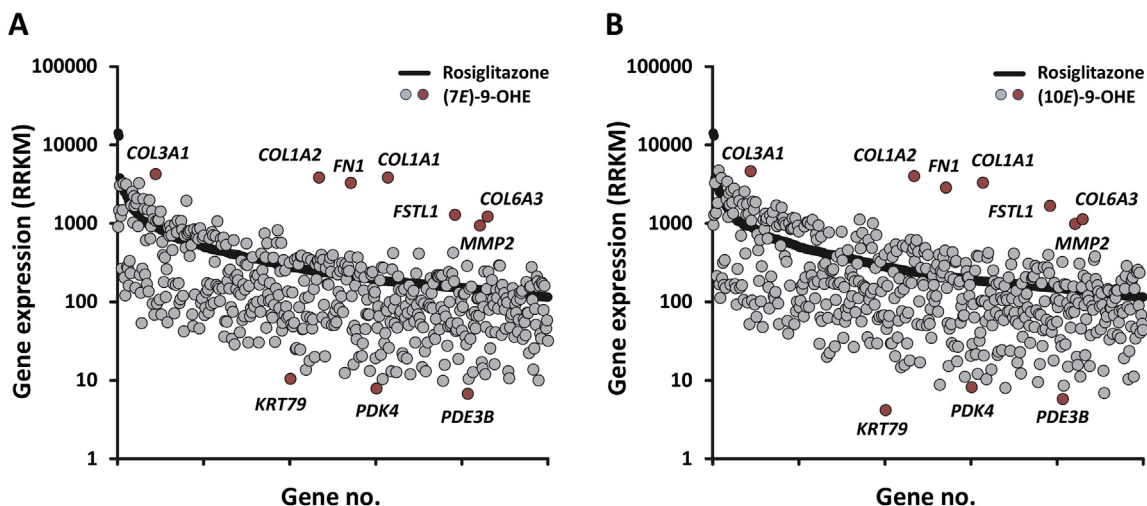 A
Gene expression (RRKM)
100000
10000
1000
100
10
1
Rosiglitazone
(7E)-9-OHE
COL3A1
COL1A2
FN1
COL1A1
FSTL1
COL6A3
MMP2
KRT79
PDK4
PDE3B
Gene no.
B
Gene expression (RRKM)
100000
10000
1000
100
10
1
Rosiglitazone
(10E)-9-OHE
COL3A1
COL1A2
FN1
COL1A1
FSTL1
COL6A3
MMP2
KRT79
PDK4
PDE3B
Gene no.